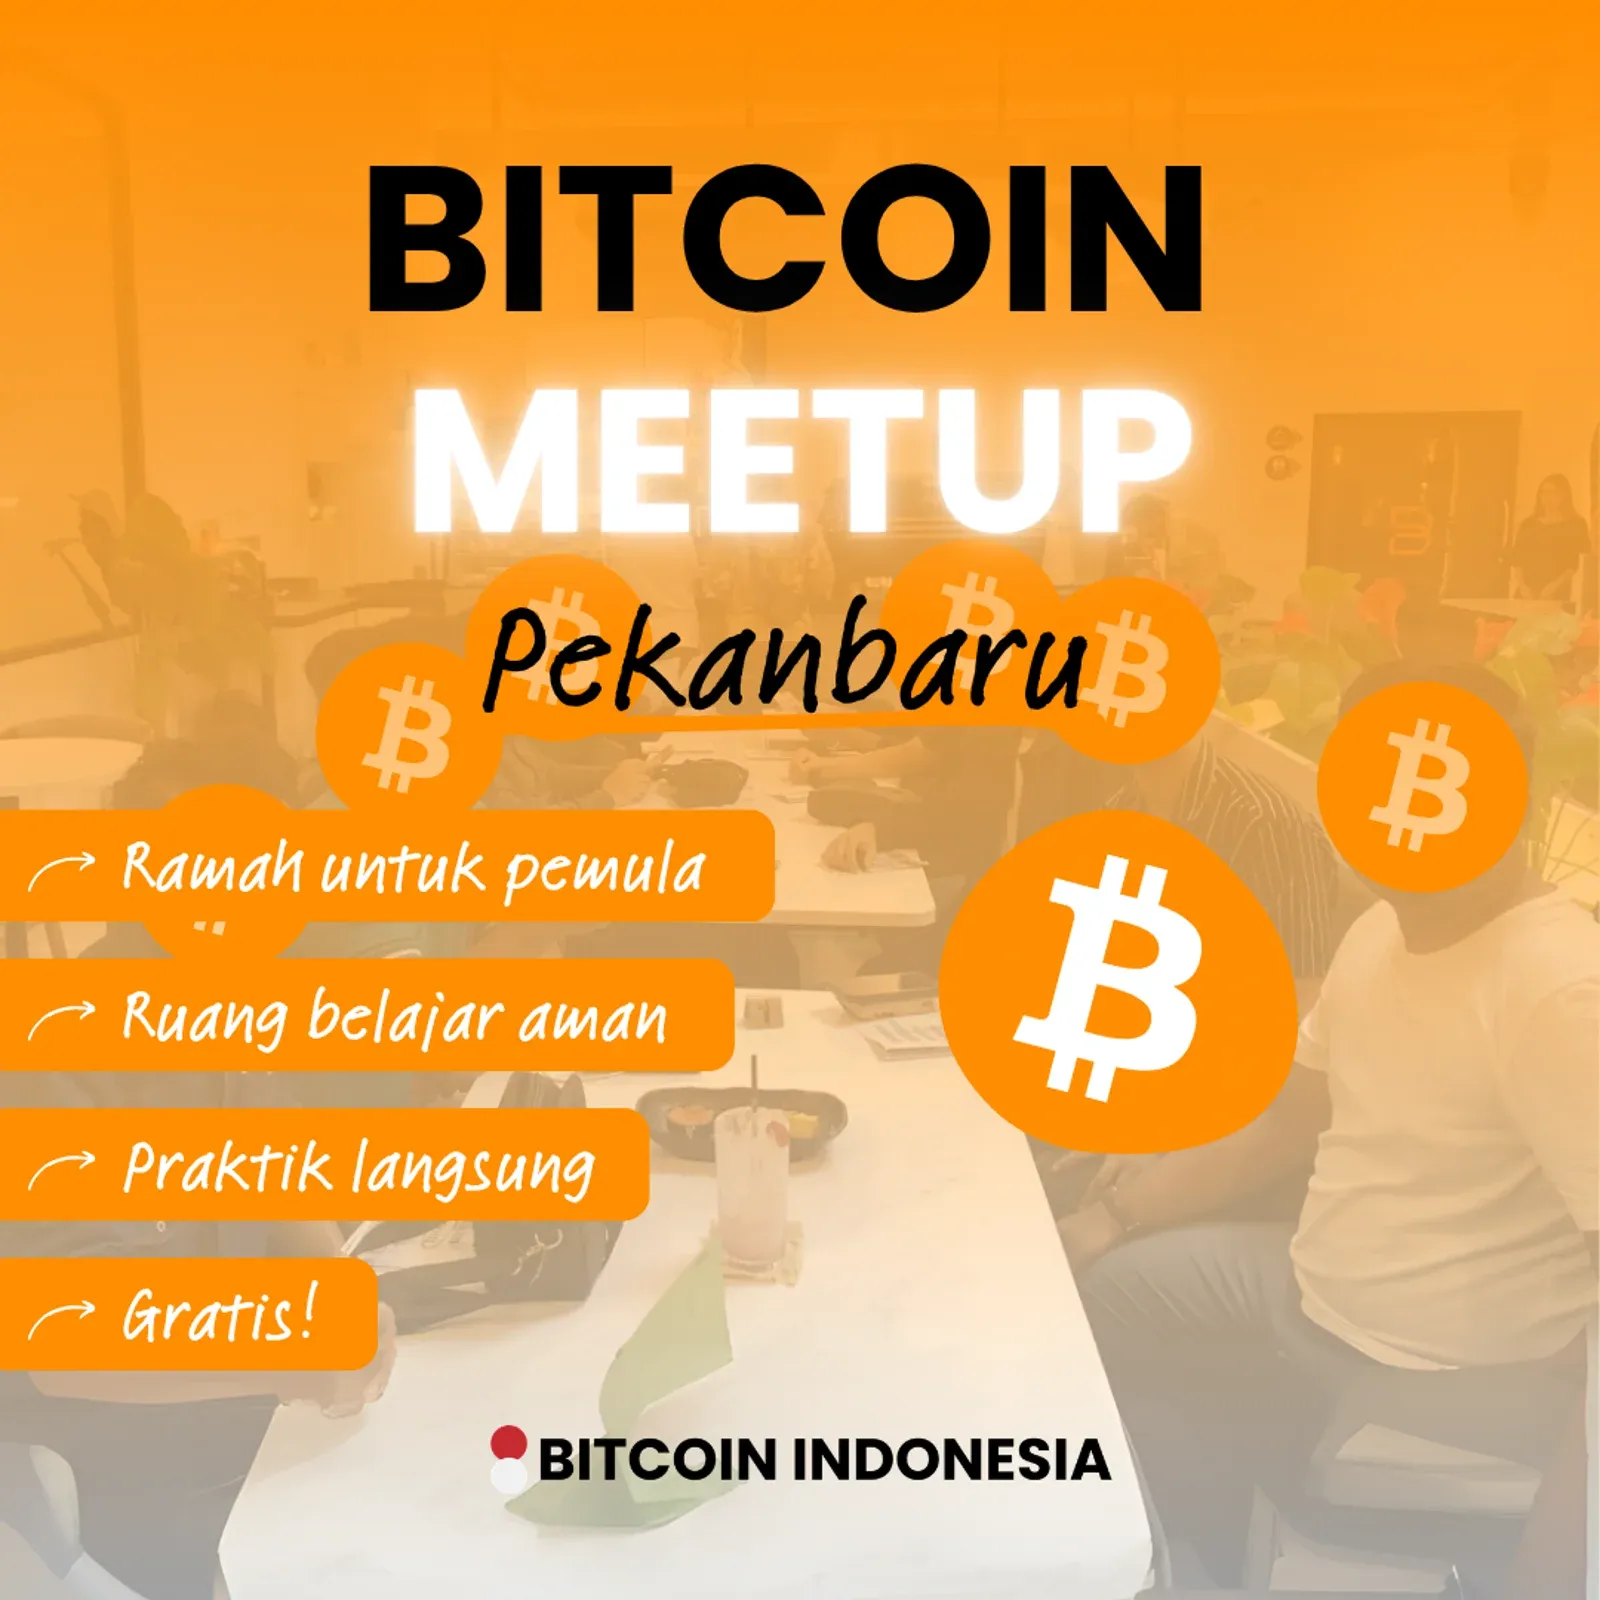 BITCOIN
MEETUP
Pekanbaru
Ramah untuk pemula
Ruang belajar aman
Praktik langsung
Gratis!
BITCOIN INDONESIA